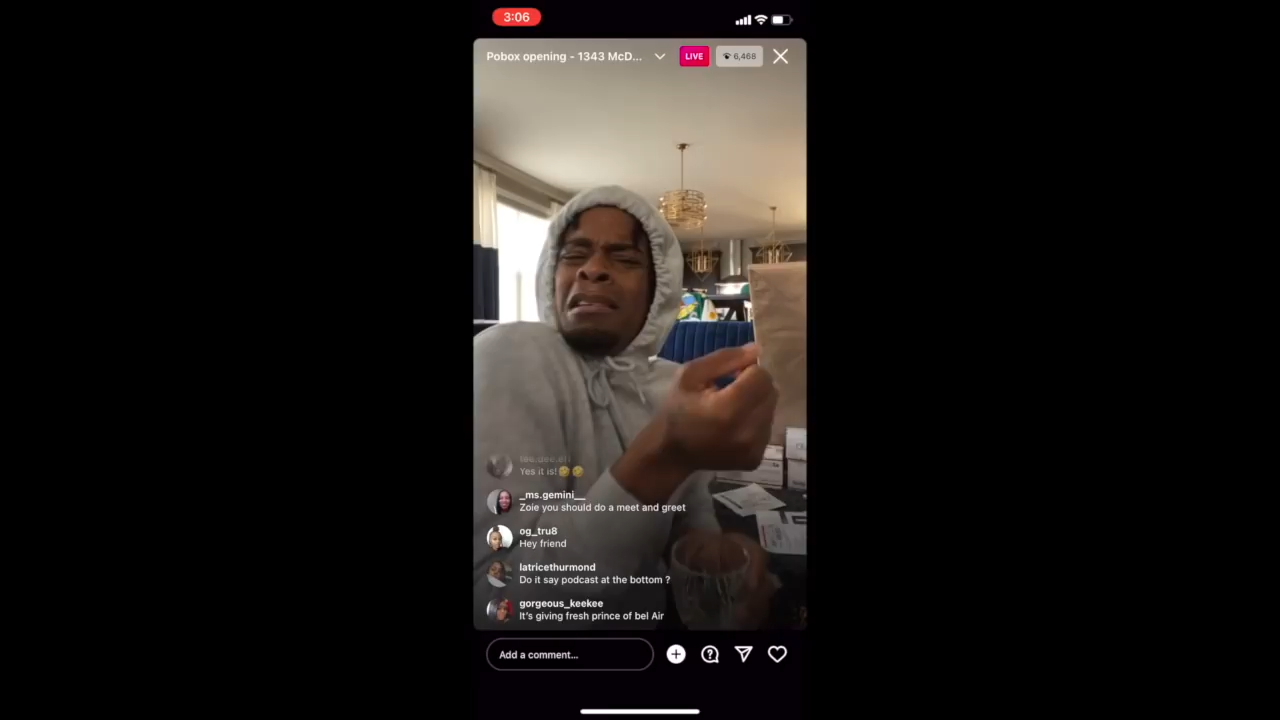 3:06
Pobox opening - 1343 McD...
LIVE
6,468
Yes it is!🤣🤣
_ms.gemini__
Zoie you should do a meet and greet
og_tru8
Hey friend
latricethurmond
Do it say podcast at the bottom ?
gorgeous_keekee
It's giving fresh prince of bel Air
Add a comment...